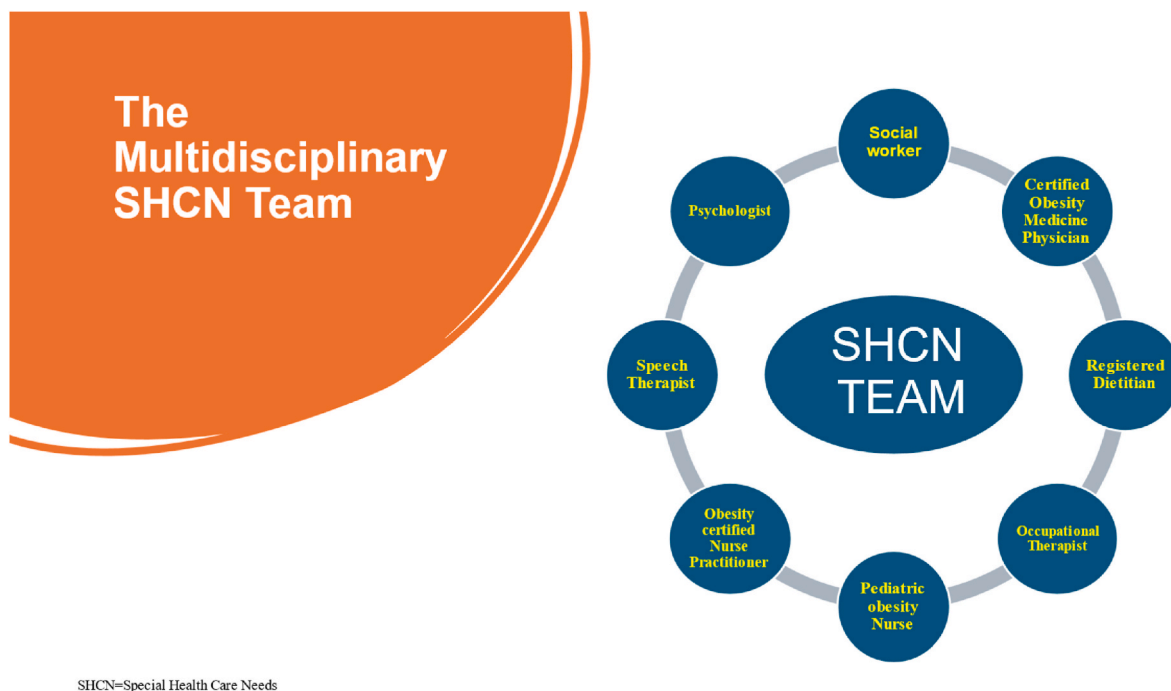 The
Multidisciplinary
SHCN Team
Social
worker
Certified
Obesity
Medicine
Physician
Registered
Dietitian
Occupational
Therapist
Pediatric
obesity
Nurse
Obesity
certified
Nurse
Practitioner
Speech
Therapist
Psychologist
SHCN
TEAM
SHCN=Special Health Care Needs